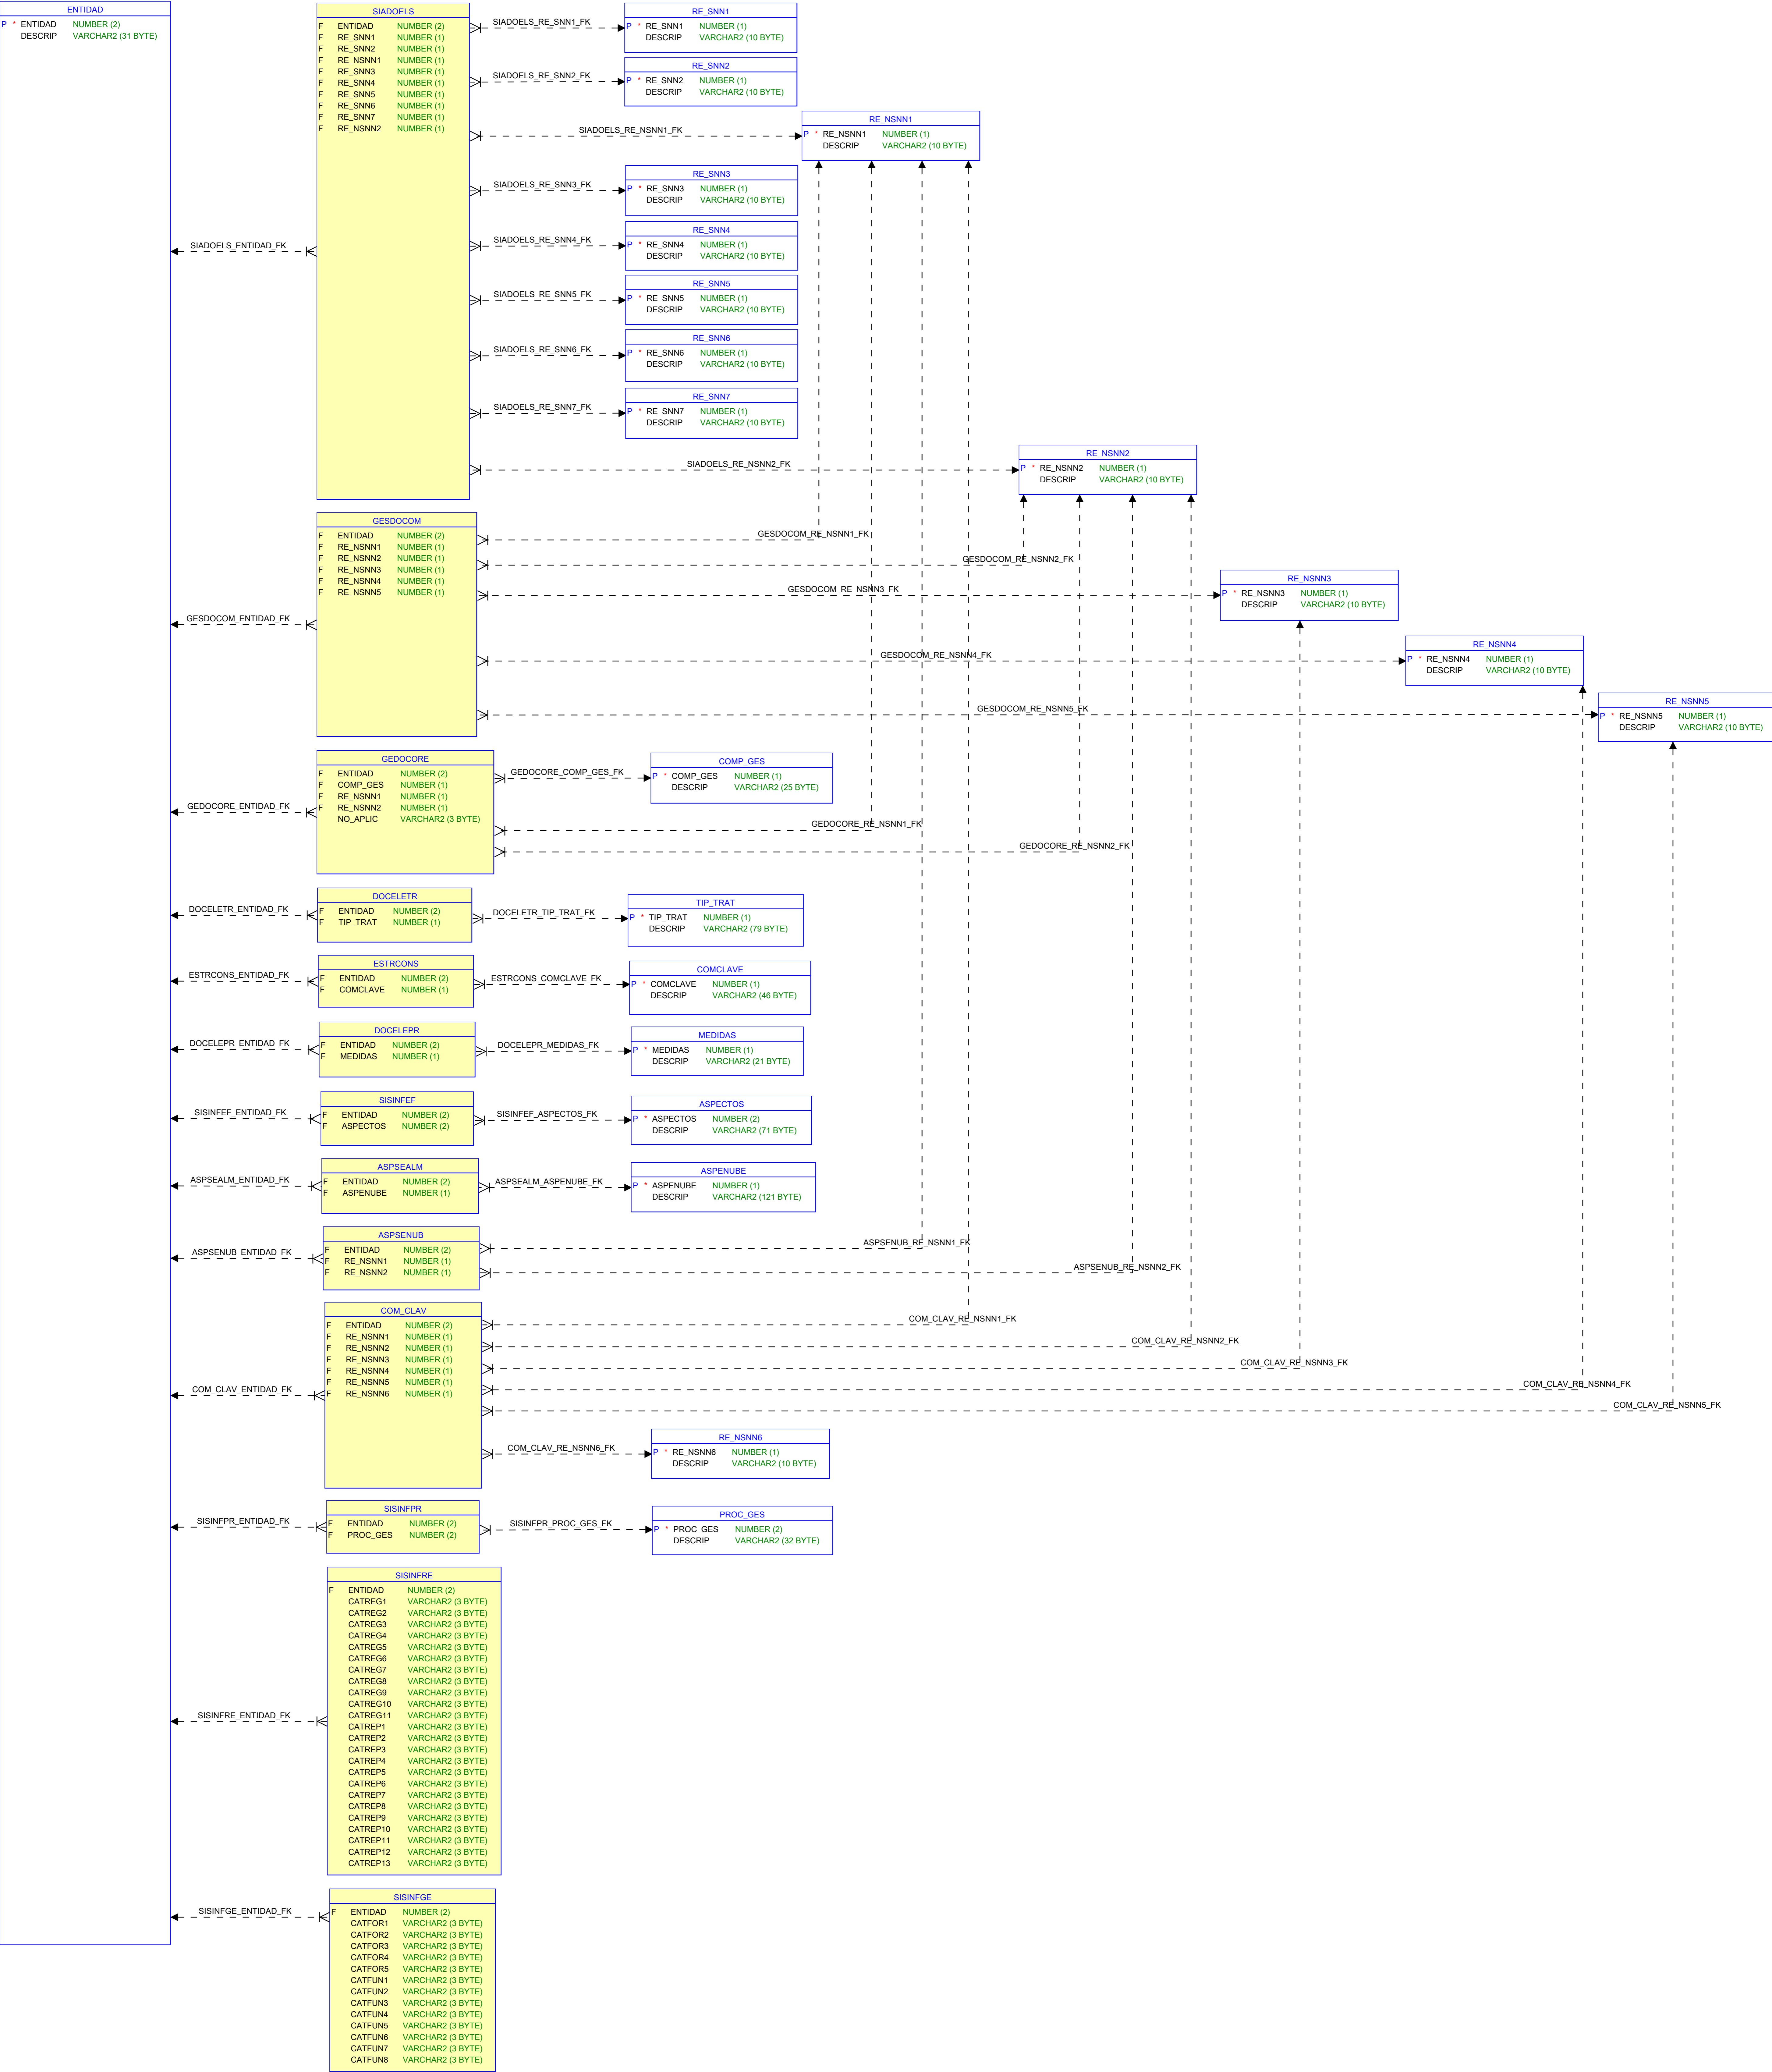 ENTIDAD
P * ENTIDAD NUMBER (2)
DESCRIP VARCHAR2 (31 BYTE)
SIADOELS
F ENTIDAD NUMBER (2)
F RE_SNN1 NUMBER (1)
F RE_SNN2 NUMBER (1)
F RE_NSNN1 NUMBER (1)
F RE_SNN3 NUMBER (1)
F RE_SNN4 NUMBER (1)
F RE_SNN5 NUMBER (1)
F RE_SNN6 NUMBER (1)
F RE_SNN7 NUMBER (1)
F RE_NSNN2 NUMBER (1)
SIADOELS_ENTIDAD_FK
SIADOELS_RE_SNN1_FK
RE_SNN1
P * RE_SNN1 NUMBER (1)
DESCRIP VARCHAR2 (10 BYTE)
SIADOELS_RE_SNN2_FK
RE_SNN2
P * RE_SNN2 NUMBER (1)
DESCRIP VARCHAR2 (10 BYTE)
SIADOELS_RE_NSNN1_FK
RE_NSNN1
P * RE_NSNN1 NUMBER (1)
DESCRIP VARCHAR2 (10 BYTE)
SIADOELS_RE_SNN3_FK
RE_SNN3
P * RE_SNN3 NUMBER (1)
DESCRIP VARCHAR2 (10 BYTE)
SIADOELS_RE_SNN4_FK
RE_SNN4
P * RE_SNN4 NUMBER (1)
DESCRIP VARCHAR2 (10 BYTE)
SIADOELS_RE_SNN5_FK
RE_SNN5
P * RE_SNN5 NUMBER (1)
DESCRIP VARCHAR2 (10 BYTE)
SIADOELS_RE_SNN6_FK
RE_SNN6
P * RE_SNN6 NUMBER (1)
DESCRIP VARCHAR2 (10 BYTE)
SIADOELS_RE_SNN7_FK
RE_SNN7
P * RE_SNN7 NUMBER (1)
DESCRIP VARCHAR2 (10 BYTE)
SIADOELS_RE_NSNN2_FK
RE_NSNN2
P * RE_NSNN2 NUMBER (1)
DESCRIP VARCHAR2 (10 BYTE)
GESDOCOM
F ENTIDAD NUMBER (2)
F RE_NSNN1 NUMBER (1)
F RE_NSNN2 NUMBER (1)
F RE_NSNN3 NUMBER (1)
F RE_NSNN4 NUMBER (1)
F RE_NSNN5 NUMBER (1)
GESDOCOM_ENTIDAD_FK
GESDOCOM_RE_NSNN1_FK
GESDOCOM_RE_NSNN2_FK
GESDOCOM_RE_NSNN3_FK
RE_NSNN3
P * RE_NSNN3 NUMBER (1)
DESCRIP VARCHAR2 (10 BYTE)
GESDOCOM_RE_NSNN4_FK
RE_NSNN4
P * RE_NSNN4 NUMBER (1)
DESCRIP VARCHAR2 (10 BYTE)
GESDOCOM_RE_NSNN5_FK
RE_NSNN5
P * RE_NSNN5 NUMBER (1)
DESCRIP VARCHAR2 (10 BYTE)
GEDOCORE
F ENTIDAD NUMBER (2)
F COMP_GES NUMBER (1)
F RE_NSNN1 NUMBER (1)
F RE_NSNN2 NUMBER (1)
NO_APLIC VARCHAR2 (3 BYTE)
GEDOCORE_ENTIDAD_FK
GEDOCORE_COMP_GES_FK
COMP_GES
P * COMP_GES NUMBER (1)
DESCRIP VARCHAR2 (25 BYTE)
GEDOCORE_RE_NSNN1_FK
GEDOCORE_RE_NSNN2_FK
DOCELETR
F ENTIDAD NUMBER (2)
F TIP_TRAT NUMBER (1)
DOCELETR_ENTIDAD_FK
DOCELETR_TIP_TRAT_FK
TIP_TRAT
P * TIP_TRAT NUMBER (1)
DESCRIP VARCHAR2 (79 BYTE)
ESTRCONS
F ENTIDAD NUMBER (2)
F COMCLAVE NUMBER (1)
ESTRCONS_ENTIDAD_FK
ESTRCONS_COMCLAVE_FK
COMCLAVE
P * COMCLAVE NUMBER (1)
DESCRIP VARCHAR2 (46 BYTE)
DOCELEPR
F ENTIDAD NUMBER (2)
F MEDIDAS NUMBER (1)
DOCELEPR_ENTIDAD_FK
DOCELEPR_MEDIDAS_FK
MEDIDAS
P * MEDIDAS NUMBER (1)
DESCRIP VARCHAR2 (21 BYTE)
SISINFEF
F ENTIDAD NUMBER (2)
F ASPECTOS NUMBER (2)
SISINFEF_ENTIDAD_FK
SISINFEF_ASPECTOS_FK
ASPECTOS
P * ASPECTOS NUMBER (2)
DESCRIP VARCHAR2 (71 BYTE)
ASPSEALM
F ENTIDAD NUMBER (2)
F ASPENUBE NUMBER (1)
ASPSEALM_ENTIDAD_FK
ASPSEALM_ASPENUBE_FK
ASPENUBE
P * ASPENUBE NUMBER (1)
DESCRIP VARCHAR2 (121 BYTE)
ASPSENUB
F ENTIDAD NUMBER (2)
F RE_NSNN1 NUMBER (1)
F RE_NSNN2 NUMBER (1)
ASPSENUB_ENTIDAD_FK
ASPSENUB_RE_NSNN1_FK
ASPSENUB_RE_NSNN2_FK
COM_CLAV
F ENTIDAD NUMBER (2)
F RE_NSNN1 NUMBER (1)
F RE_NSNN2 NUMBER (1)
F RE_NSNN3 NUMBER (1)
F RE_NSNN4 NUMBER (1)
F RE_NSNN5 NUMBER (1)
F RE_NSNN6 NUMBER (1)
COM_CLAV_ENTIDAD_FK
COM_CLAV_RE_NSNN1_FK
COM_CLAV_RE_NSNN2_FK
COM_CLAV_RE_NSNN3_FK
COM_CLAV_RE_NSNN4_FK
COM_CLAV_RE_NSNN5_FK
COM_CLAV_RE_NSNN6_FK
RE_NSNN6
P * RE_NSNN6 NUMBER (1)
DESCRIP VARCHAR2 (10 BYTE)
SISINFPR
F ENTIDAD NUMBER (2)
F PROC_GES NUMBER (2)
SISINFPR_ENTIDAD_FK
SISINFPR_PROC_GES_FK
PROC_GES
P * PROC_GES NUMBER (2)
DESCRIP VARCHAR2 (32 BYTE)
SISINFRE
F ENTIDAD NUMBER (2)
CATREG1 VARCHAR2 (3 BYTE)
CATREG2 VARCHAR2 (3 BYTE)
CATREG3 VARCHAR2 (3 BYTE)
CATREG4 VARCHAR2 (3 BYTE)
CATREG5 VARCHAR2 (3 BYTE)
CATREG6 VARCHAR2 (3 BYTE)
CATREG7 VARCHAR2 (3 BYTE)
CATREG8 VARCHAR2 (3 BYTE)
CATREG9 VARCHAR2 (3 BYTE)
CATREG10 VARCHAR2 (3 BYTE)
CATREG11 VARCHAR2 (3 BYTE)
CATREP1 VARCHAR2 (3 BYTE)
CATREP2 VARCHAR2 (3 BYTE)
CATREP3 VARCHAR2 (3 BYTE)
CATREP4 VARCHAR2 (3 BYTE)
CATREP5 VARCHAR2 (3 BYTE)
CATREP6 VARCHAR2 (3 BYTE)
CATREP7 VARCHAR2 (3 BYTE)
CATREP8 VARCHAR2 (3 BYTE)
CATREP9 VARCHAR2 (3 BYTE)
CATREP10 VARCHAR2 (3 BYTE)
CATREP11 VARCHAR2 (3 BYTE)
CATREP12 VARCHAR2 (3 BYTE)
CATREP13 VARCHAR2 (3 BYTE)
SISINFRE_ENTIDAD_FK
SISINFGE
F ENTIDAD NUMBER (2)
CATFOR1 VARCHAR2 (3 BYTE)
CATFOR2 VARCHAR2 (3 BYTE)
CATFOR3 VARCHAR2 (3 BYTE)
CATFOR4 VARCHAR2 (3 BYTE)
CATFOR5 VARCHAR2 (3 BYTE)
CATFUN1 VARCHAR2 (3 BYTE)
CATFUN2 VARCHAR2 (3 BYTE)
CATFUN3 VARCHAR2 (3 BYTE)
CATFUN4 VARCHAR2 (3 BYTE)
CATFUN5 VARCHAR2 (3 BYTE)
CATFUN6 VARCHAR2 (3 BYTE)
CATFUN7 VARCHAR2 (3 BYTE)
CATFUN8 VARCHAR2 (3 BYTE)
SISINFGE_ENTIDAD_FK